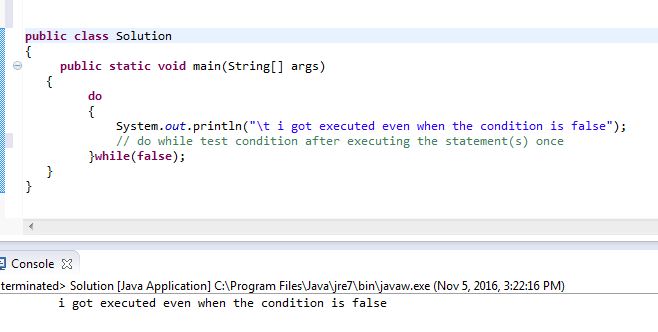 public class Solution
{
public static void main(String[] args)
{
do
{
System.out.println("\t i got executed even when the condition is false");
// do while test condition after executing the statement(s) once
}while(false);
}
}
Console
terminated> Solution [Java Application] C:\Program Files\Java\jre7\bin\javaw.exe (Nov 5, 2016, 3:22:16 PM)
i got executed even when the condition is false